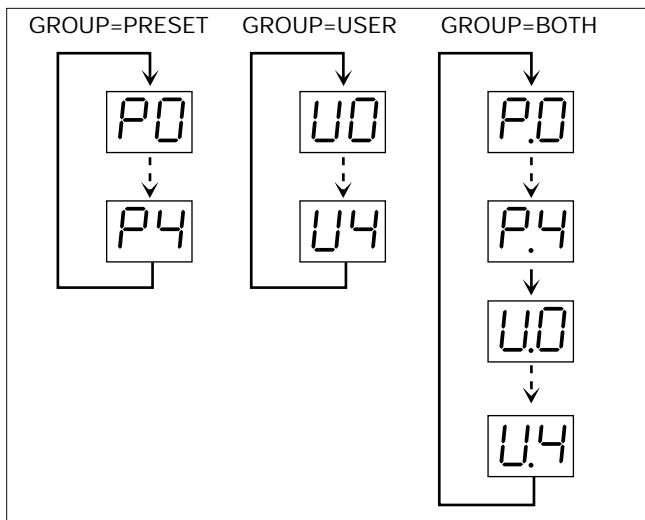 GROUP=PRESET GROUP=USER GROUP=BOTH
P0 U0 P.0
P4 U4 P.4
U.0
U.4